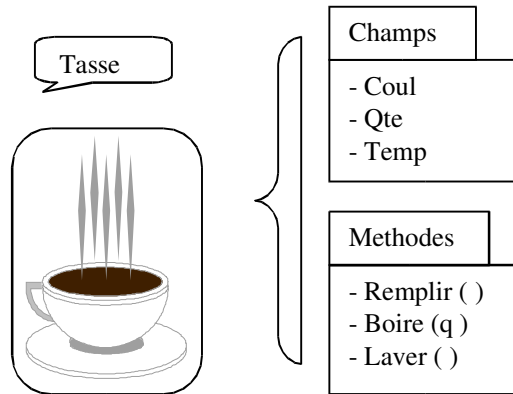 Tasse
Champs
- Coul
- Qte
- Temp
Methodes
- Remplir ( )
- Boire (q )
- Laver ( )